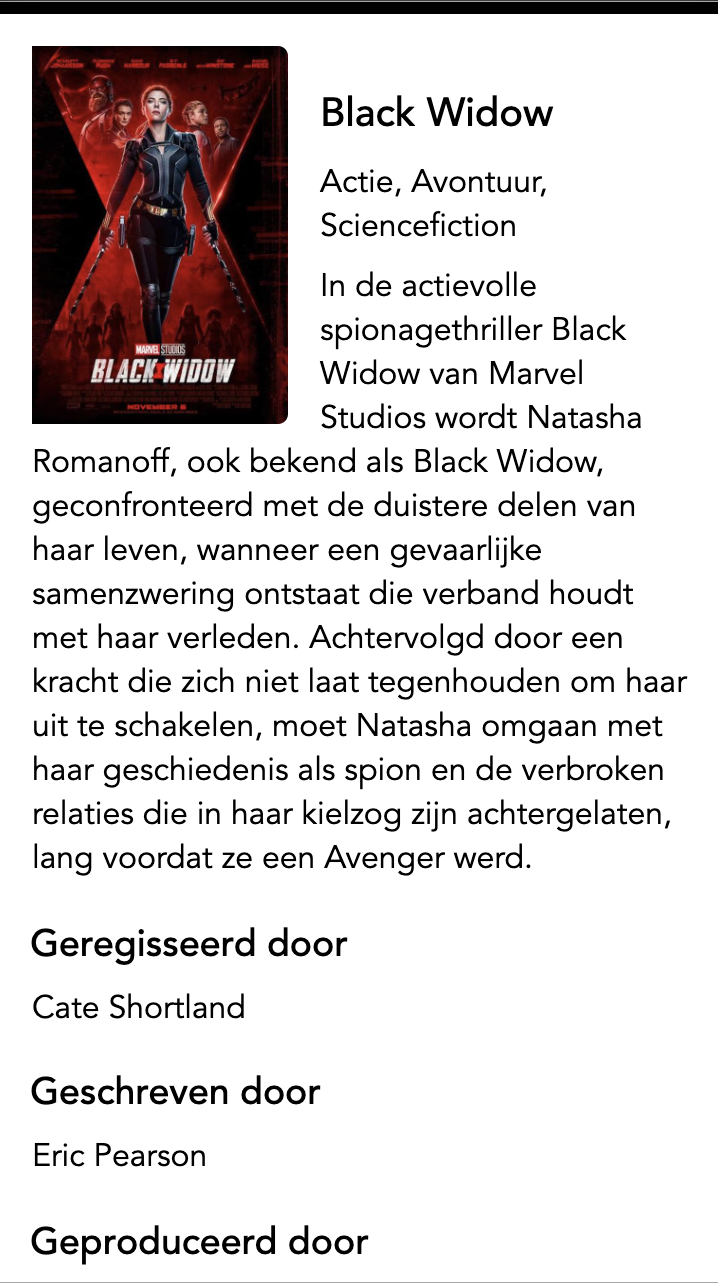 MARVEL STUDIOS
BLACK WIDOW
NOVEMBER 6
Black Widow
Actie, Avontuur,
Sciencefiction
In de actievolle
spionagethriller Black
Widow van Marvel
Studios wordt Natasha
Romanoff, ook bekend als Black Widow,
geconfronteerd met de duistere delen van
haar leven, wanneer een gevaarlijke
samenzwering ontstaat die verband houdt
met haar verleden. Achtervolgd door een
kracht die zich niet laat tegenhouden om haar
uit te schakelen, moet Natasha omgaan met
haar geschiedenis als spion en de verbroken
relaties die in haar kielzog zijn achtergelaten,
lang voordat ze een Avenger werd.
Geregisseerd door
Cate Shortland
Geschreven door
Eric Pearson
Geproduceerd door